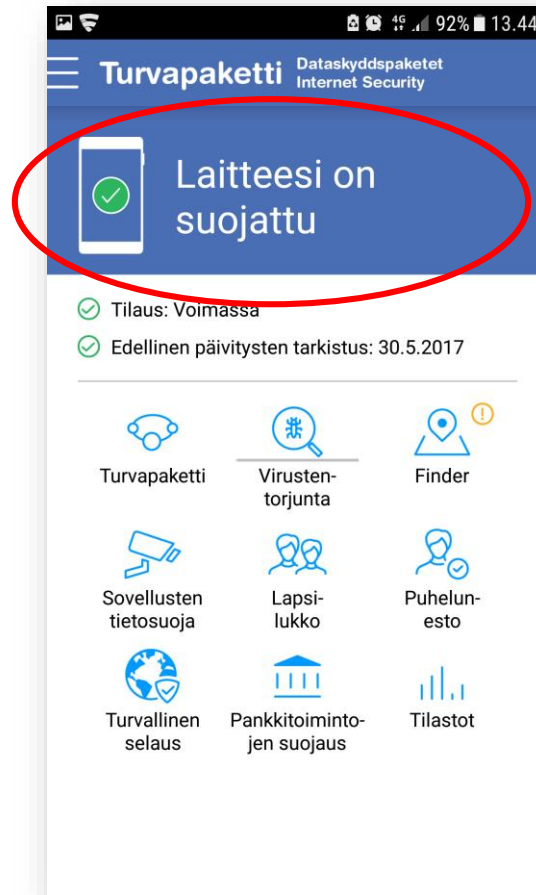 4G 92% 13.44
Turvapaketti Dataskyddspaketet
Internet Security
Laitteesi on
suojattu
Tilaus: Voimassa
Edellinen päivitysten tarkistus: 30.5.2017
Turvapaketti
Virusten-
torjunta
Finder
Sovellusten
tietosuoja
Lapsi-
lukko
Puhelun-
esto
Turvallinen
selaus
Pankkitoiminto-
jen suojaus
Tilastot